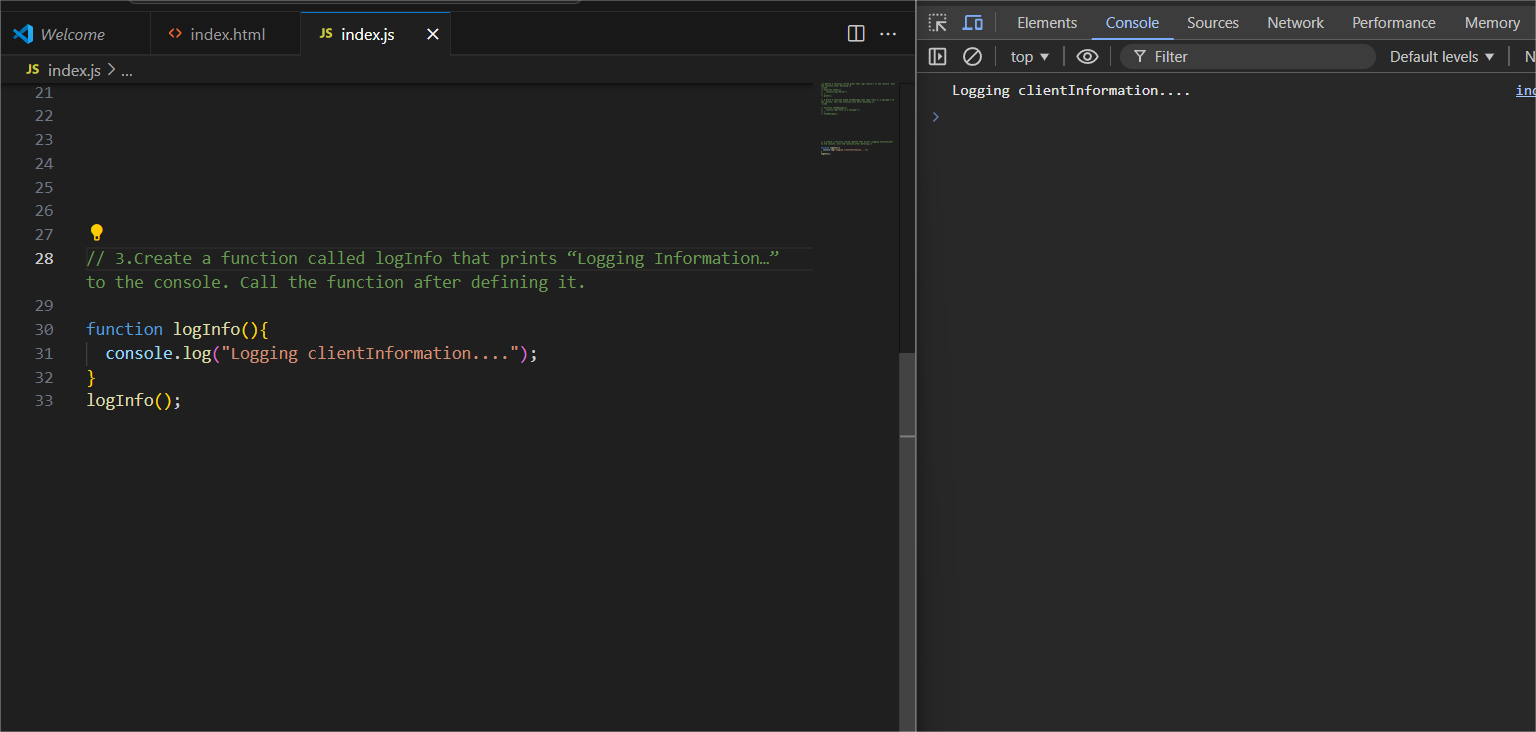 Welcome
index.html
JS index.js
JS index.js > ...
21
22
23
24
25
26
27
28 // 3.Create a function called logInfo that prints “Logging Information…”
to the console. Call the function after defining it.
29
30 function logInfo(){
31 console.log("Logging clientInformation....");
32 }
33 logInfo();
Elements Console Sources Network Performance Memory
top Filter Default levels
Logging clientInformation....